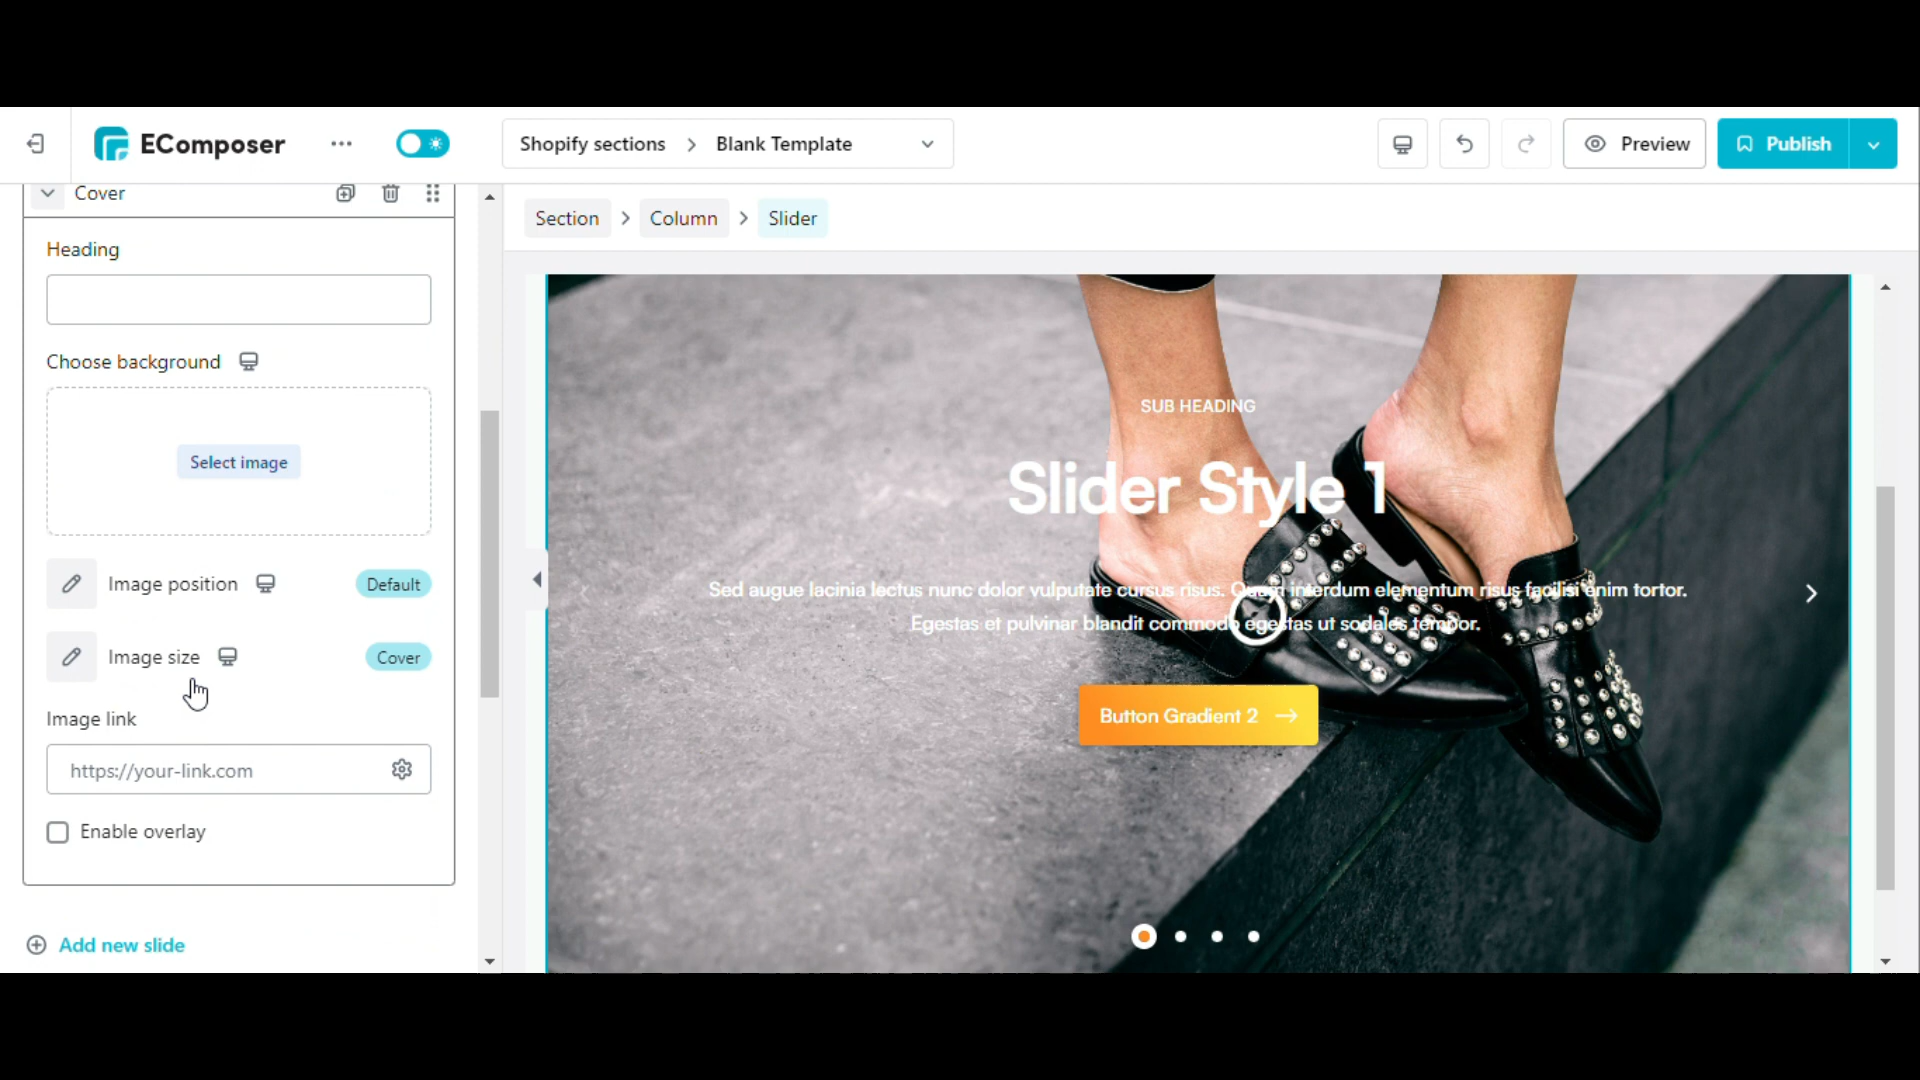 EComposer
Shopify sections
Blank Template
Preview
Publish
Cover
Heading
Choose background
Select image
Image position
Default
Image size
Cover
Image link
https://your-link.com
Enable overlay
Add new slide
Section
Column
Slider
SUB HEADING
Slider Style 1
Sed augue lacinia lectus nunc dolor vulputate cursus risus. Quam interdum elementum risus facilisi enim tortor.
Egestas et pulvinar blandit commodo egestas ut sodales tempor.
Button Gradient 2